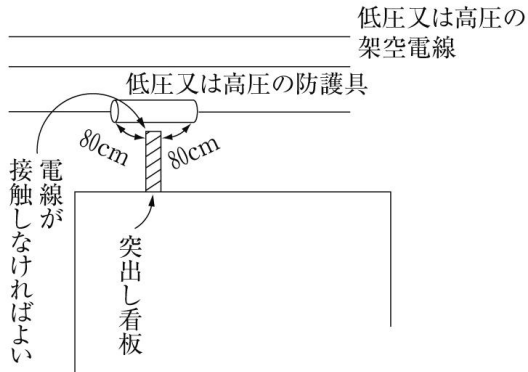 低圧又は高圧の
架空電線
低圧又は高圧の防護具
80cm
80cm
電線が
接触しなければよい
突出し看板